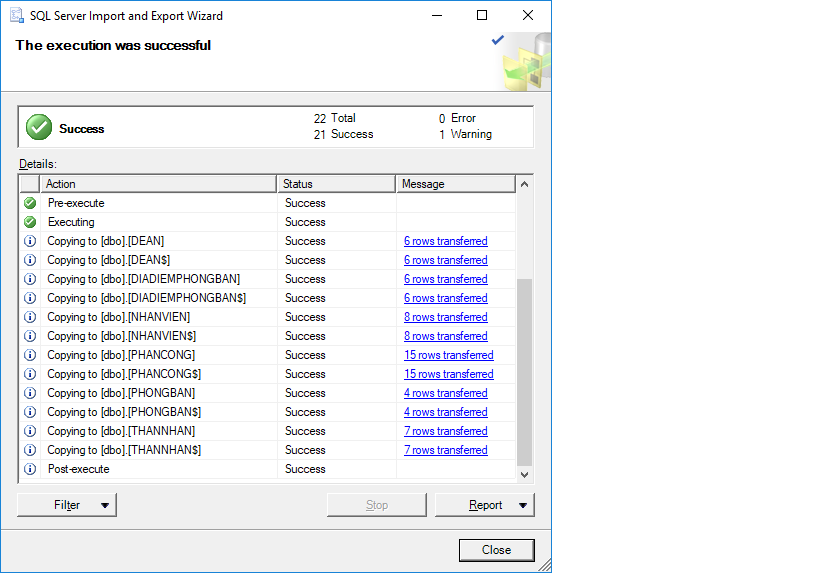 SQL Server Import and Export Wizard
The execution was successful
Success
22 Total 0 Error
21 Success 1 Warning
Details:
Action Status Message
Pre-execute Success
Executing Success
Copying to [dbo].[DEAN] Success 6 rows transferred
Copying to [dbo].[DEAN$] Success 6 rows transferred
Copying to [dbo].[DIADIEMPHONGBAN] Success 6 rows transferred
Copying to [dbo].[DIADIEMPHONGBAN$] Success 6 rows transferred
Copying to [dbo].[NHANVIEN] Success 8 rows transferred
Copying to [dbo].[NHANVIEN$] Success 8 rows transferred
Copying to [dbo].[PHANCONG] Success 15 rows transferred
Copying to [dbo].[PHANCONG$] Success 15 rows transferred
Copying to [dbo].[PHONGBAN] Success 4 rows transferred
Copying to [dbo].[PHONGBAN$] Success 4 rows transferred
Copying to [dbo].[THANNHAN] Success 7 rows transferred
Copying to [dbo].[THANNHAN$] Success 7 rows transferred
Post-execute Success
Filter Stop Report
Close